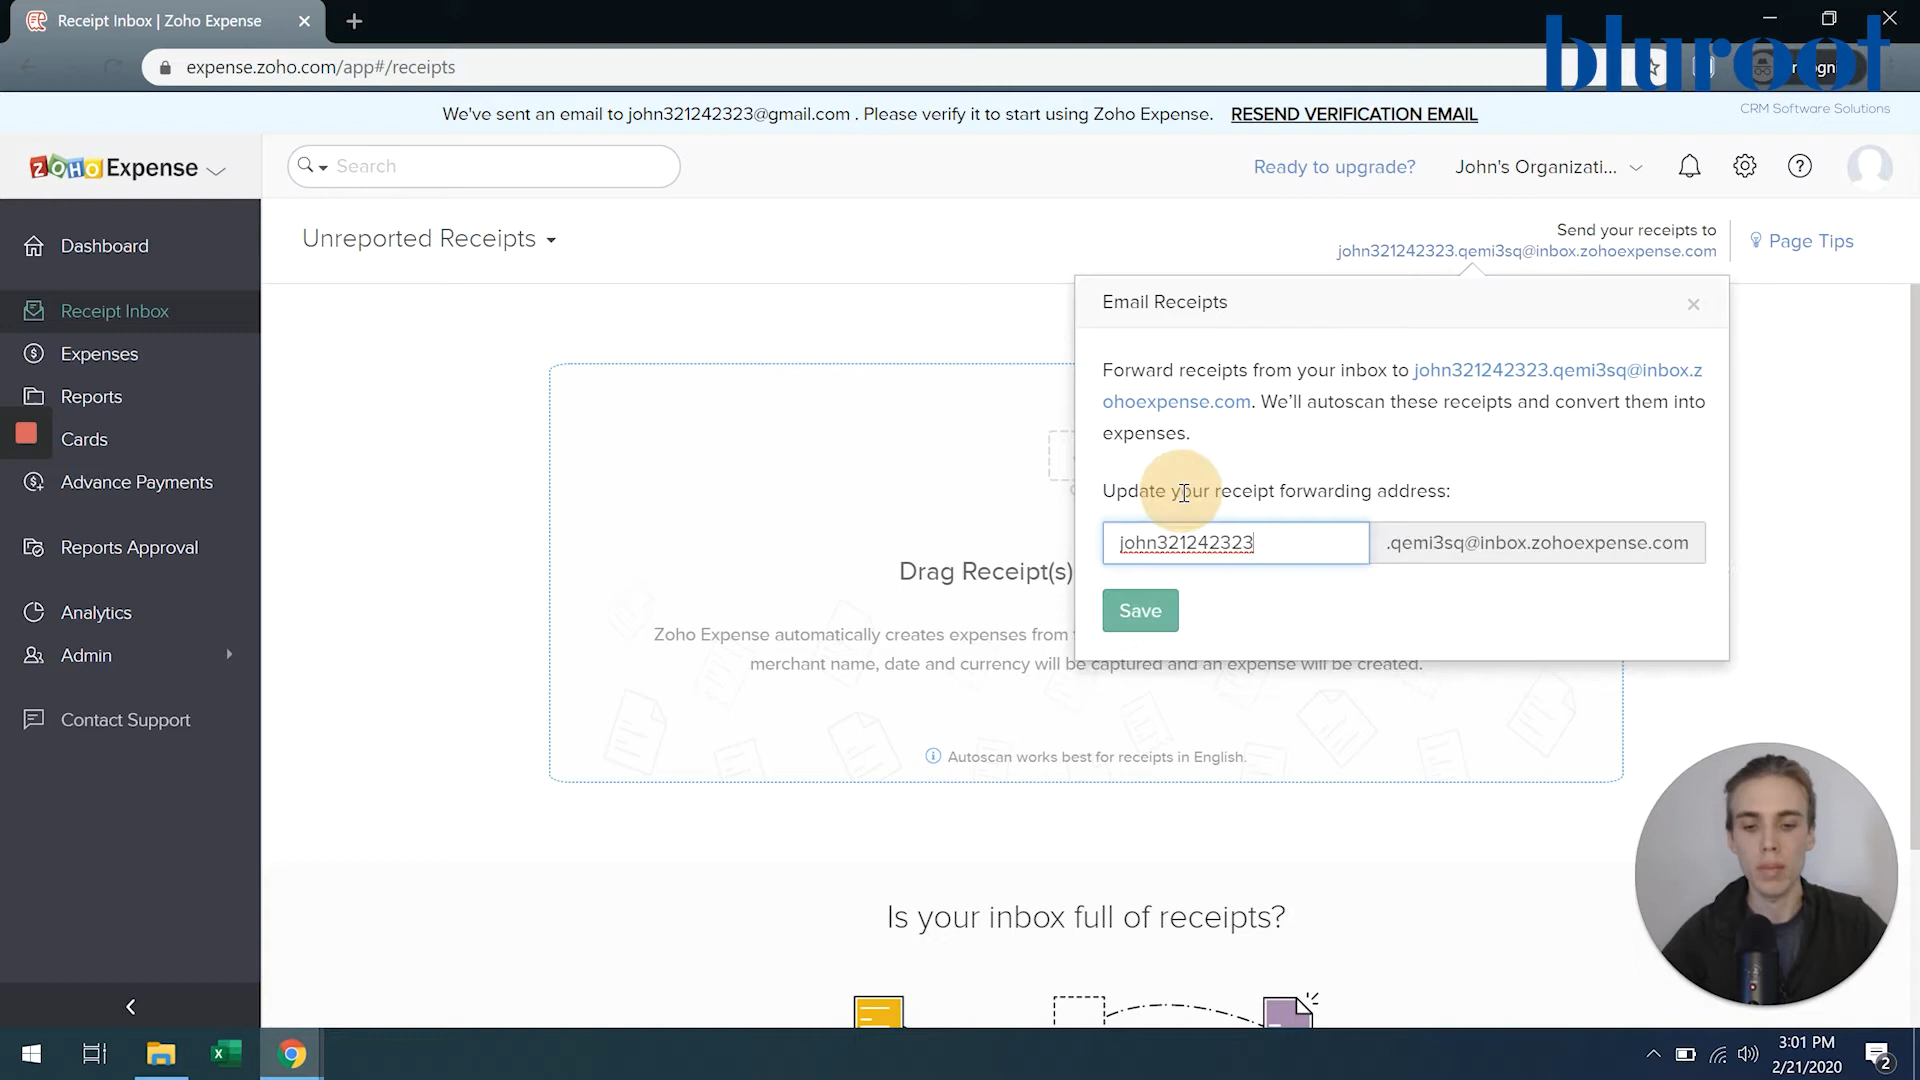 Receipt Inbox | Zoho Expense
expense.zoho.com/app#/receipts
bluroot
CRM Software Solutions
We've sent an email to john321242323@gmail.com . Please verify it to start using Zoho Expense. RESEND VERIFICATION EMAIL
ZOHO Expense
Search
Ready to upgrade?
John's Organizati...
Dashboard
Receipt Inbox
Expenses
Reports
Cards
Advance Payments
Reports Approval
Analytics
Admin
Contact Support
Unreported Receipts
Send your receipts to
john321242323.qemi3sq@inbox.zohoexpense.com
Page Tips
Email Receipts
Forward receipts from your inbox to john321242323.qemi3sq@inbox.z
ohoexpense.com. We'll autoscan these receipts and convert them into
expenses.
Update your receipt forwarding address:
john321242323
.qemi3sq@inbox.zohoexpense.com
Save
Drag Receipt(s)
Zoho Expense automatically creates expenses from
merchant name, date and currency will be captured and an expense will be created.
Autoscan works best for receipts in English.
Is your inbox full of receipts?
3:01 PM
2/21/2020
2